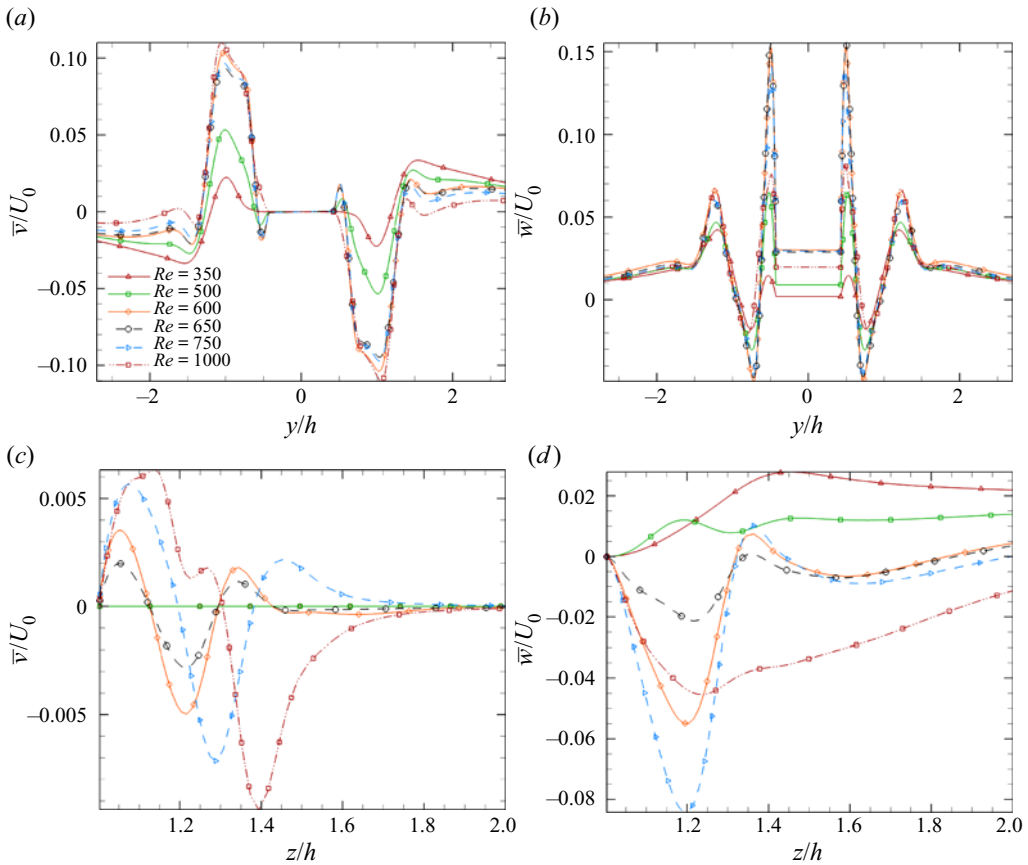 (a)
(b)
0.10
0.05
0
−0.05
−0.10
v̅/U₀
−2
0
2
y/h
Re = 350
Re = 500
Re = 600
Re = 650
Re = 750
Re = 1000
0.15
0.10
0.05
0
w̅/U₀
−2
0
2
y/h
(c)
(d)
0.005
0
−0.005
v̅/U₀
1.2
1.4
1.6
1.8
2.0
z/h
0.02
0
−0.02
−0.04
−0.06
−0.08
w̅/U₀
1.2
1.4
1.6
1.8
2.0
z/h